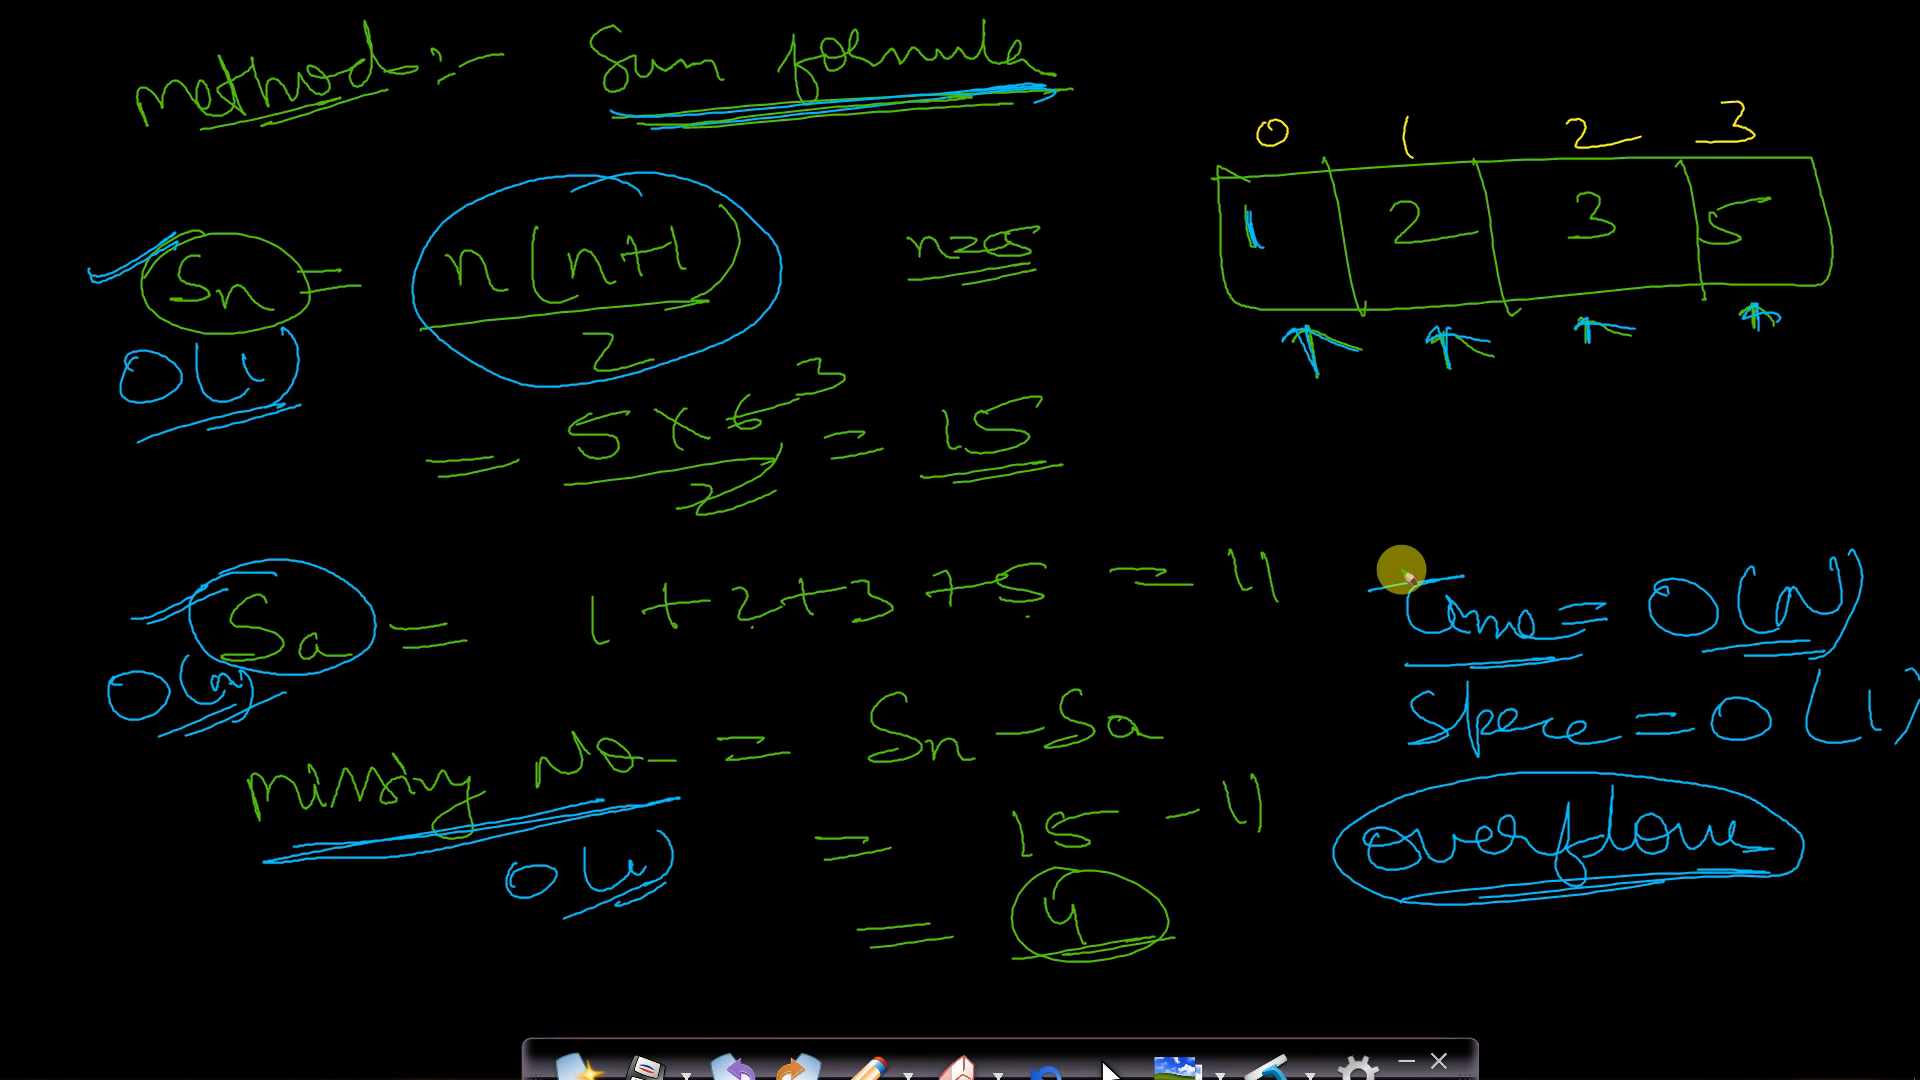 method :- Sum formula
0 1 2 3
1 2 3 5
Sn = n(n+1)
2
n=5
O(1)
= 5 x 6 3 = 15
2
Sa = 1 + 2 + 3 + 5 = 11
O(n)
Time = O(N)
Space = O(1)
missing No = Sn - Sa
O(1)
= 15 - 11
overflow
= 4